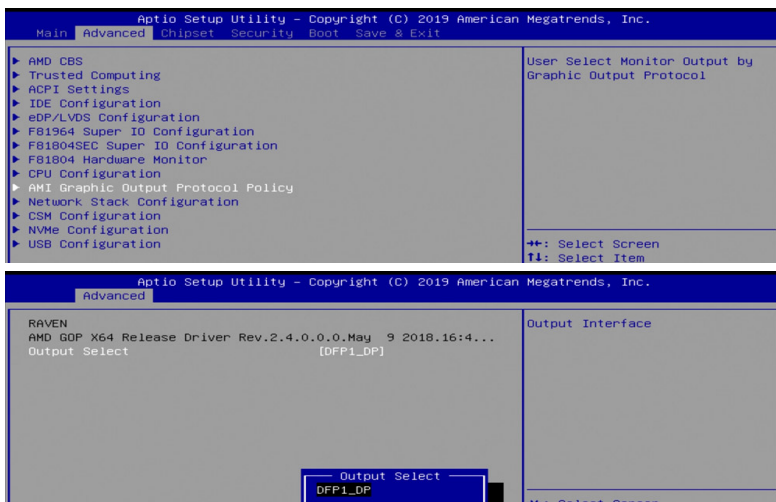 Aptio Setup Utility – Copyright (C) 2019 American Megatrends, Inc.
Main Advanced Chipset Security Boot Save & Exit
▶ AMD CBS
▶ Trusted Computing
▶ ACPI Settings
▶ IDE Configuration
▶ eDP/LVDS Configuration
▶ F81964 Super IO Configuration
▶ F81804SEC Super IO Configuration
▶ F81804 Hardware Monitor
▶ CPU Configuration
▶ AMI Graphic Output Protocol Policy
▶ Network Stack Configuration
▶ CSM Configuration
▶ NVMe Configuration
▶ USB Configuration
User Select Monitor Output by
Graphic Output Protocol
→←: Select Screen
↑↓: Select Item
Aptio Setup Utility – Copyright (C) 2019 American Megatrends, Inc.
Advanced
RAVEN
AMD GOP X64 Release Driver Rev.2.4.0.0.0.May 9 2018.16:4...
Output Select [DFP1_DP]
Output Interface
Output Select
DFP1_DP